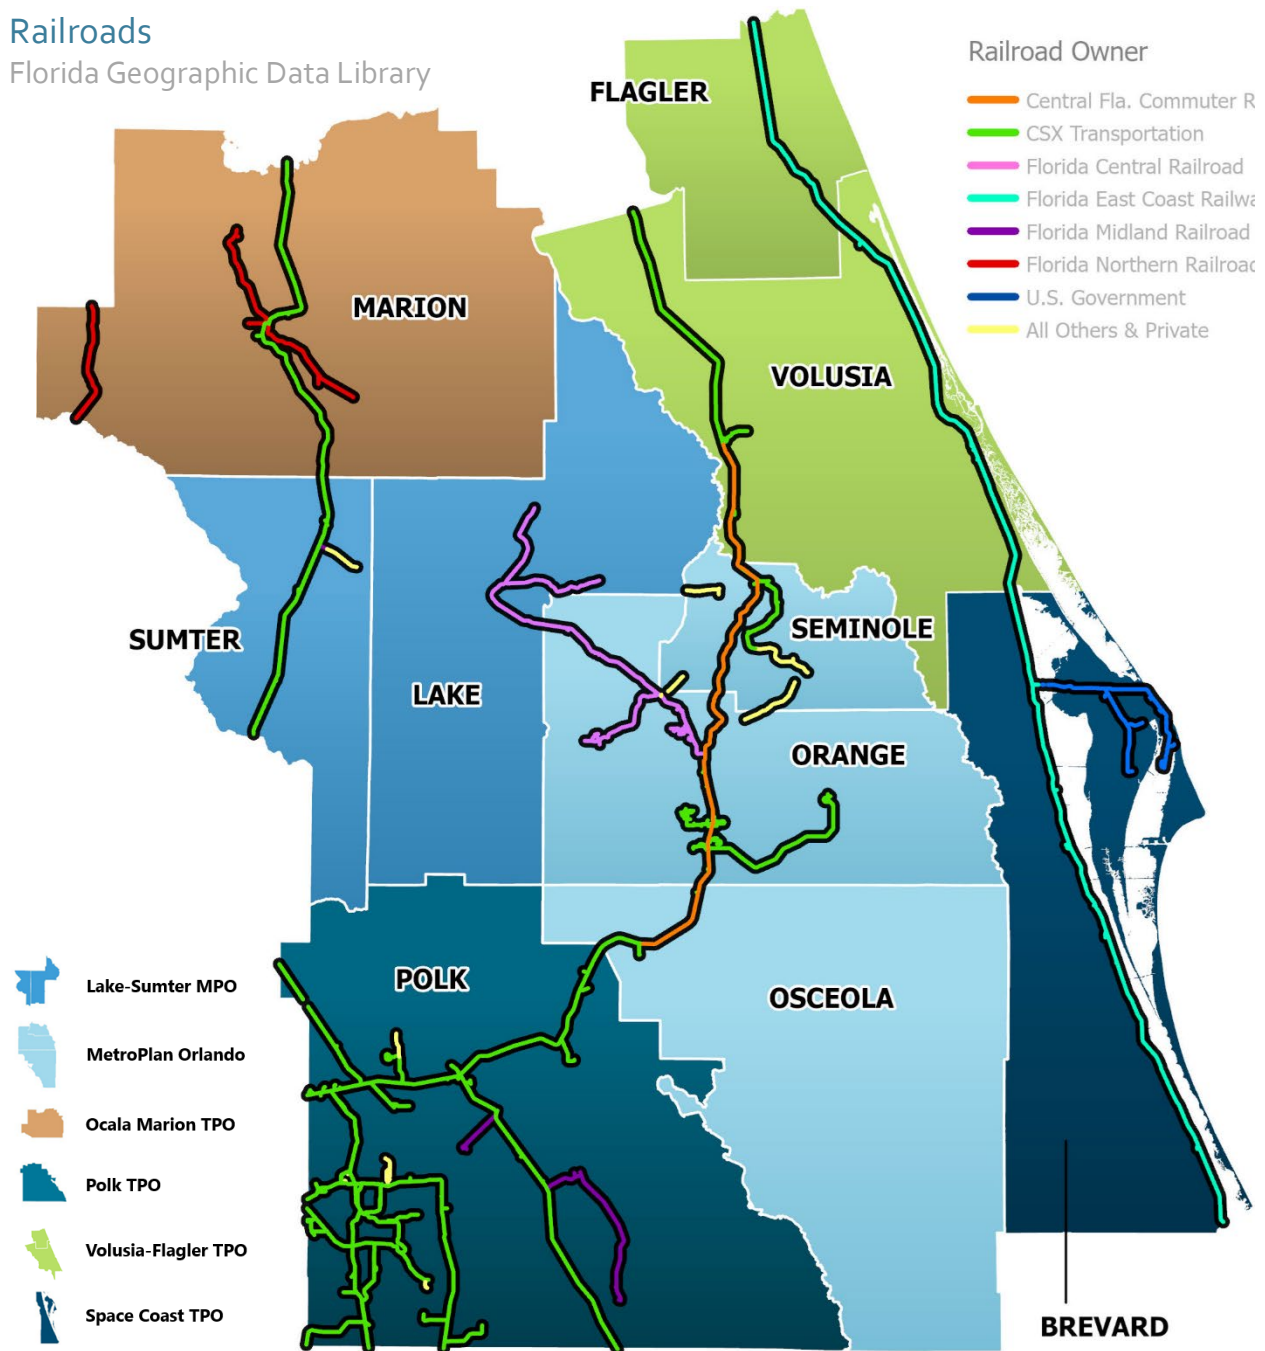 Railroads
Florida Geographic Data Library
Railroad Owner
Central Fla. Commuter R
CSX Transportation
Florida Central Railroad
Florida East Coast Railwa
Florida Midland Railroad
Florida Northern Railroad
U.S. Government
All Others & Private
FLAGLER
MARION
VOLUSIA
SUMTER
SEMINOLE
LAKE
ORANGE
POLK
OSCEOLA
BREVARD
Lake-Sumter MPO
MetroPlan Orlando
Ocala Marion TPO
Polk TPO
Volusia-Flagler TPO
Space Coast TPO